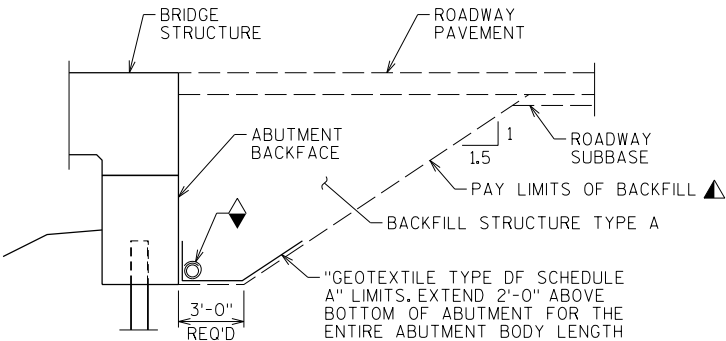 BRIDGE
STRUCTURE
ROADWAY
PAVEMENT
ABUTMENT
BACKFACE
1
1.5
ROADWAY
SUBBASE
PAY LIMITS OF BACKFILL
BACKFILL STRUCTURE TYPE A
"GEOTEXTILE TYPE DF SCHEDULE
A" LIMITS. EXTEND 2'-0" ABOVE
BOTTOM OF ABUTMENT FOR THE
ENTIRE ABUTMENT BODY LENGTH
3'-0"
REQ'D